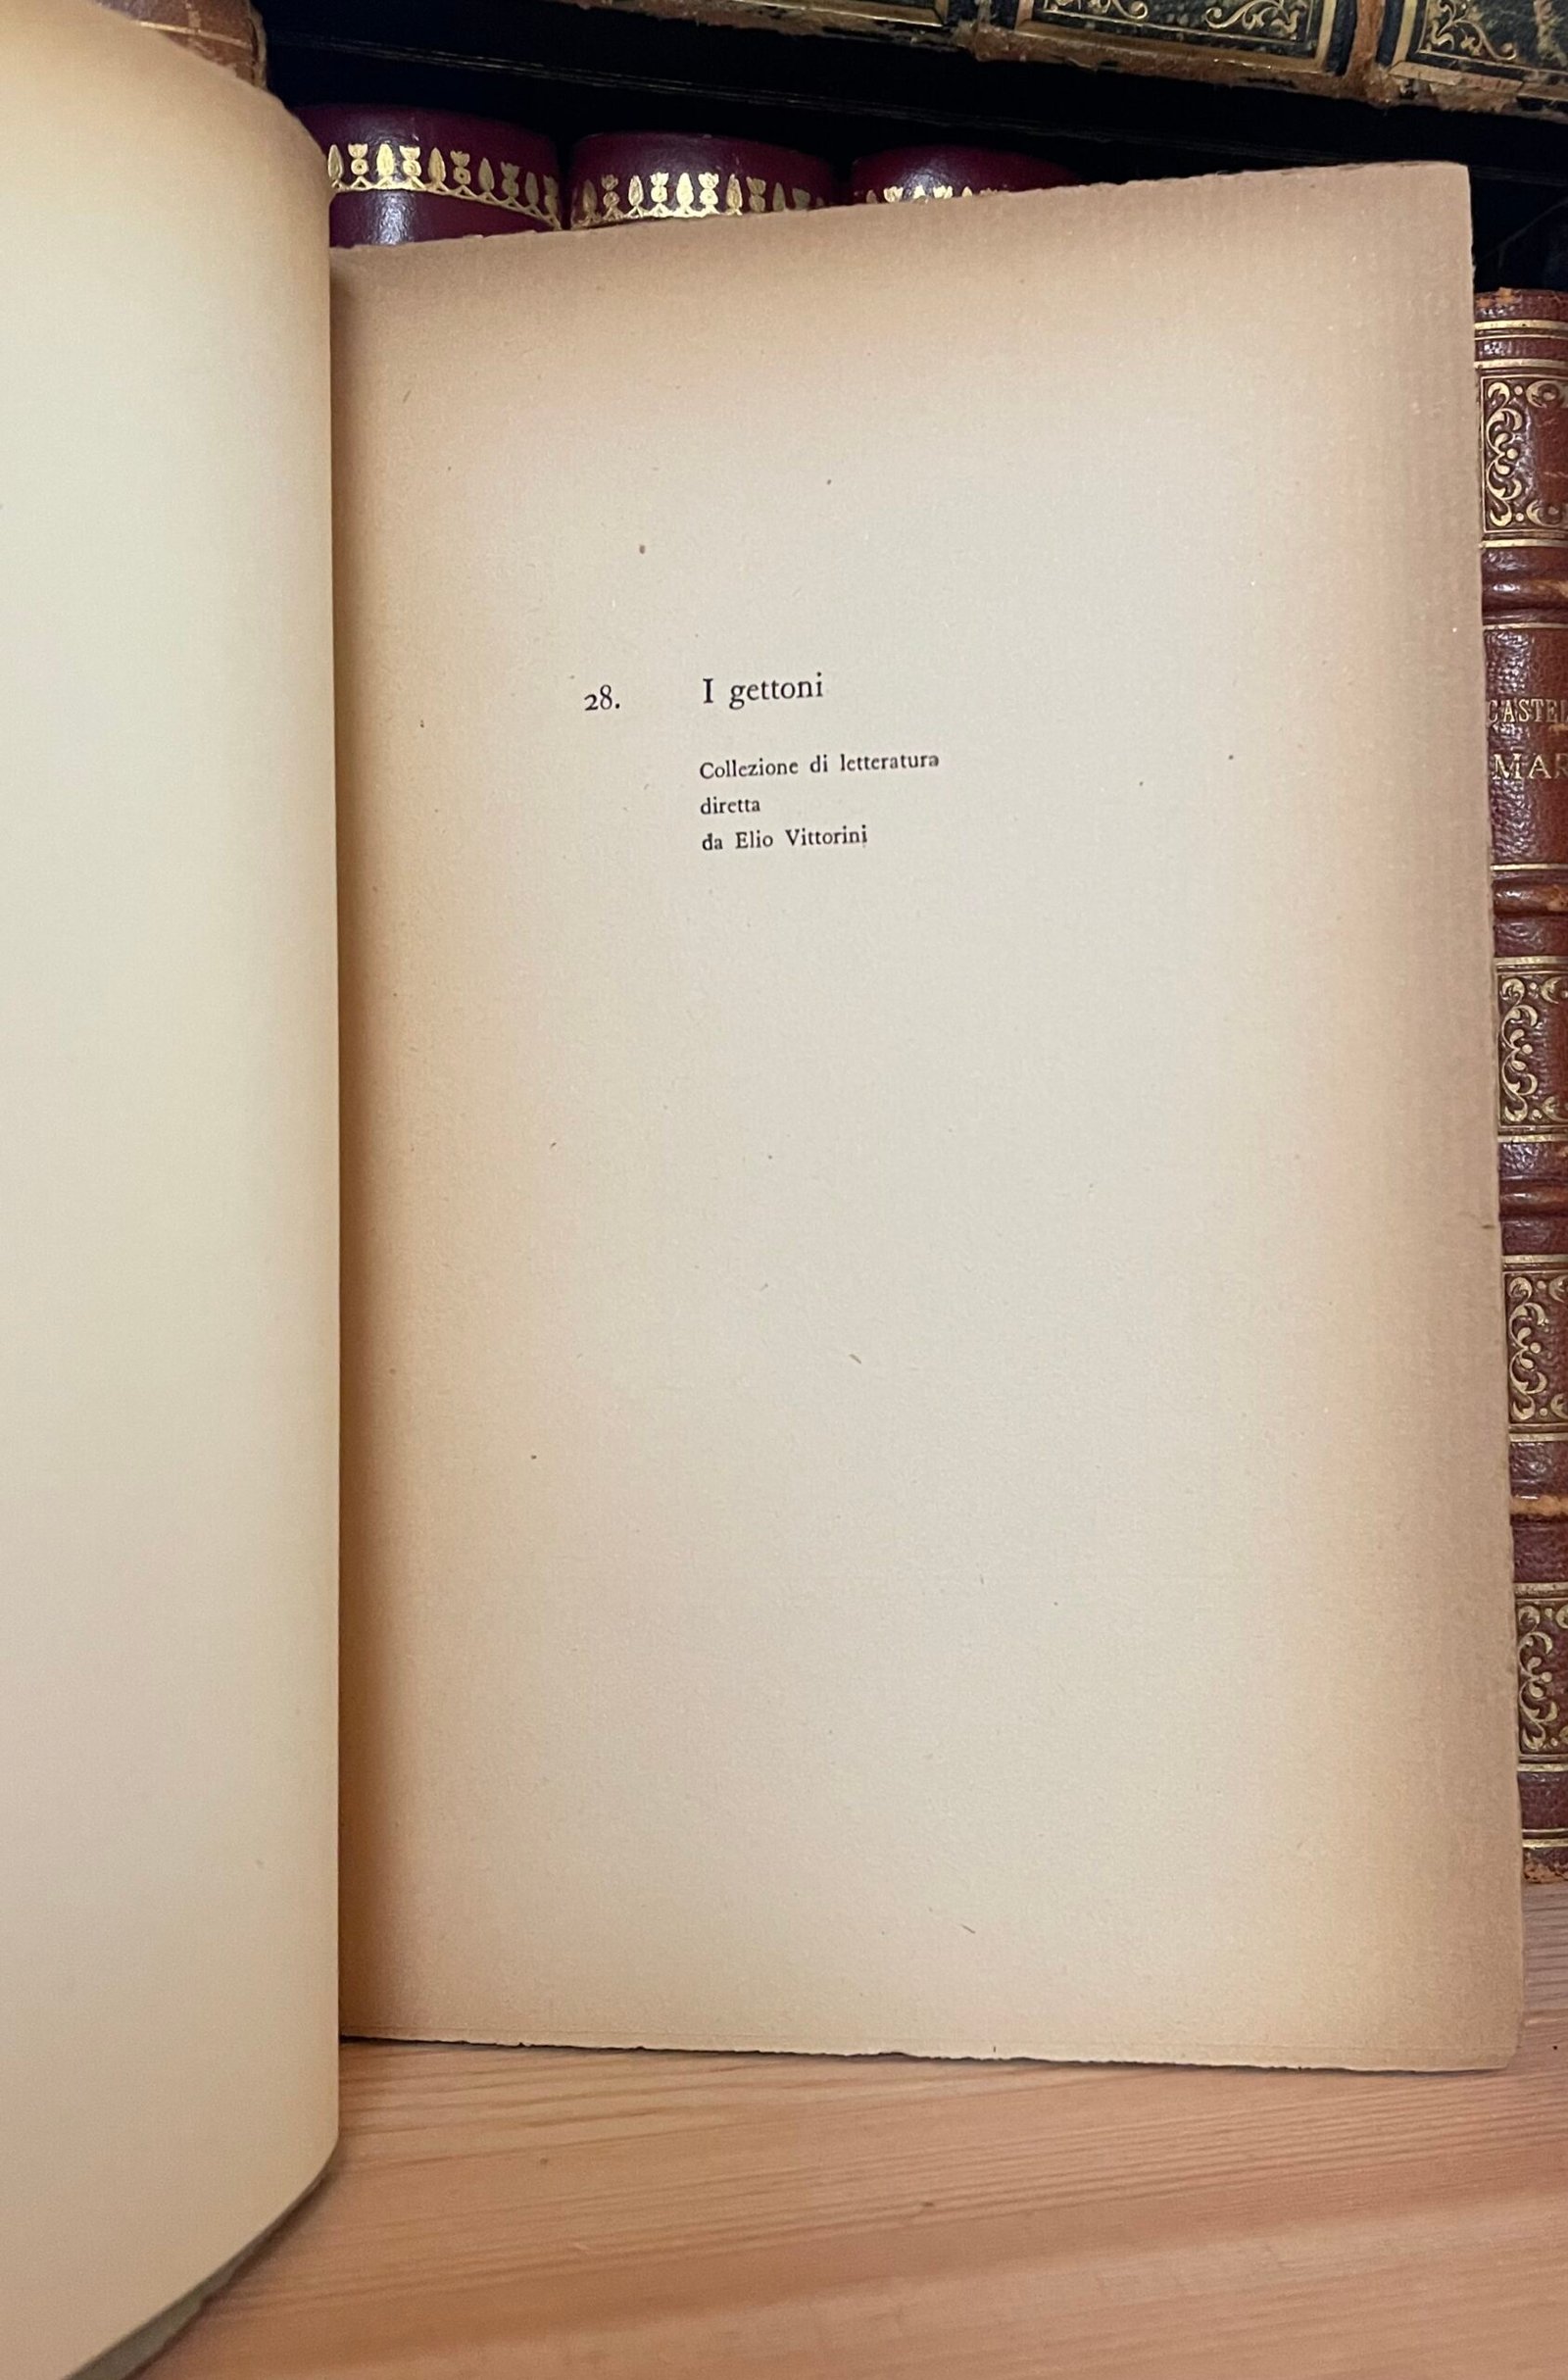 28. I gettoni
Collezione di letteratura
diretta
da Elio Vittorini